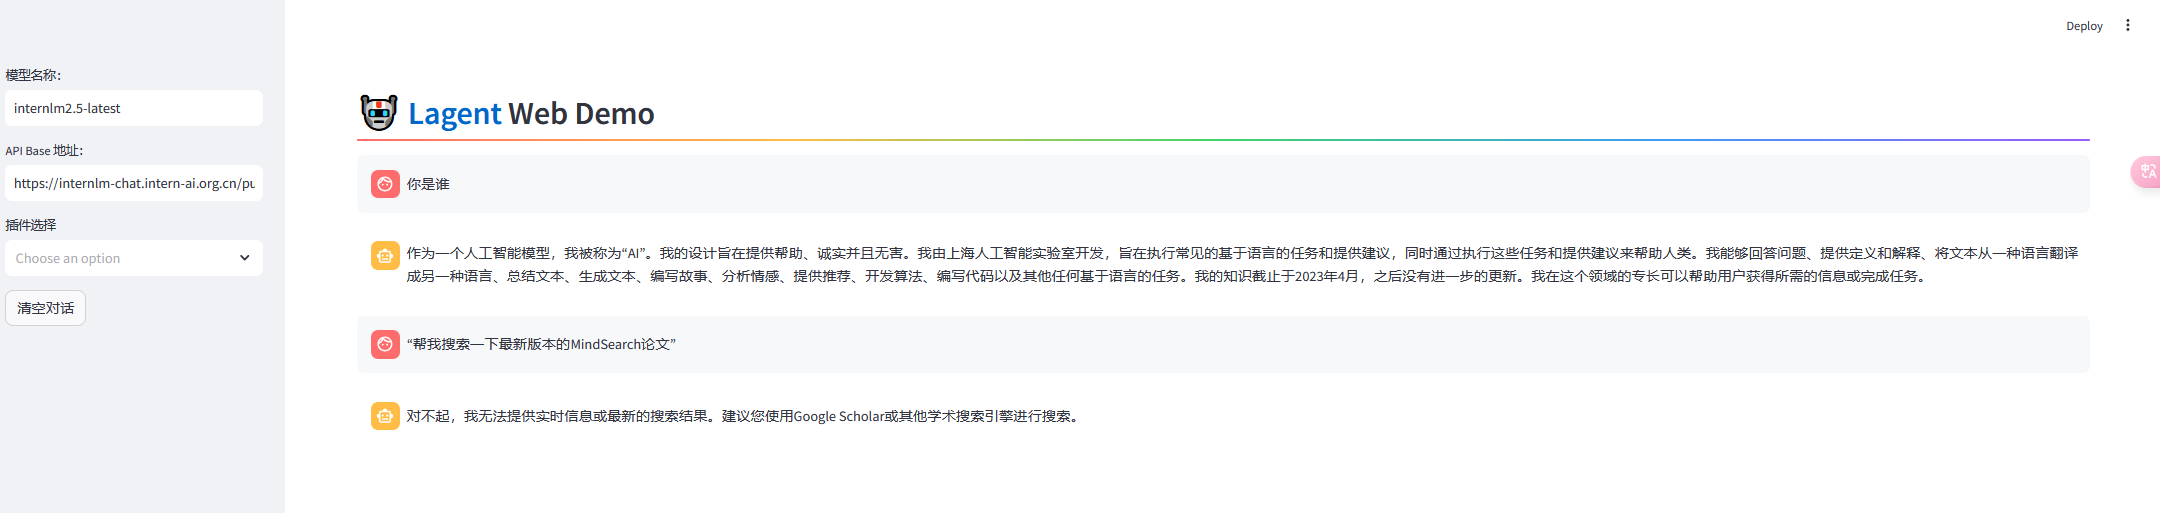 Deploy
模型名称：
internlm2.5-latest
API Base 地址：
https://internlm-chat.intern-ai.org.cn/pu
插件选择
Choose an option
清空对话
Lagent Web Demo
你是谁
作为一个人工智能模型，我被称为“AI”。我的设计旨在提供帮助、诚实并且无害。我由上海人工智能实验室开发，旨在执行常见的基于语言的任务和提供建议，同时通过执行这些任务和提供建议来帮助人类。我能够回答问题、提供定义和解释、将文本从一种语言翻译
成另一种语言、总结文本、生成文本、编写故事、分析情感、提供推荐、开发算法、编写代码以及其他任何基于语言的任务。我的知识截止于2023年4月，之后没有进一步的更新。我在这个领域的专长可以帮助用户获得所需的信息或完成任务。
“帮我搜索一下最新版本的MindSearch论文”
对不起，我无法提供实时信息或最新的搜索结果。建议您使用Google Scholar或其他学术搜索引擎进行搜索。
中
A